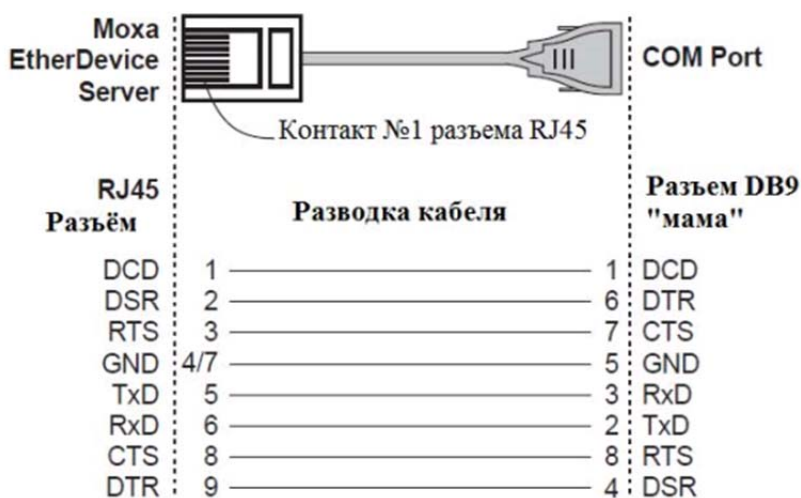 Moxa
EtherDevice
Server
COM Port
Контакт №1 разъема RJ45
RJ45
Разъём
Разводка кабеля
Разъем DB9
"мама"
DCD 1 1 DCD
DSR 2 6 DTR
RTS 3 7 CTS
GND 4/7 5 GND
TxD 5 3 RxD
RxD 6 2 TxD
CTS 8 8 RTS
DTR 9 4 DSR